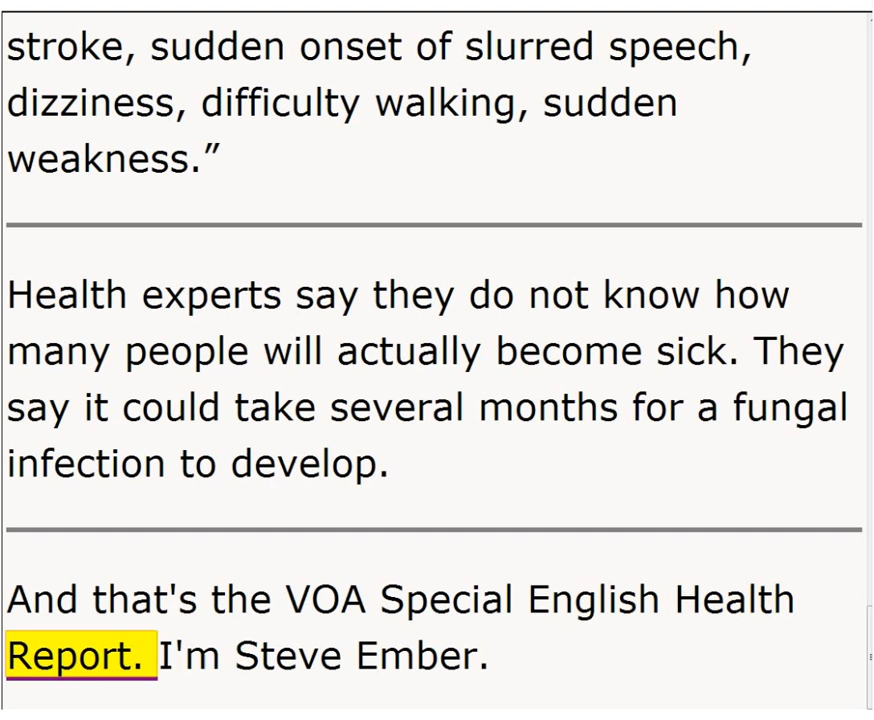 stroke, sudden onset of slurred speech,
dizziness, difficulty walking, sudden
weakness.”
Health experts say they do not know how
many people will actually become sick. They
say it could take several months for a fungal
infection to develop.
And that's the VOA Special English Health
Report. I'm Steve Ember.